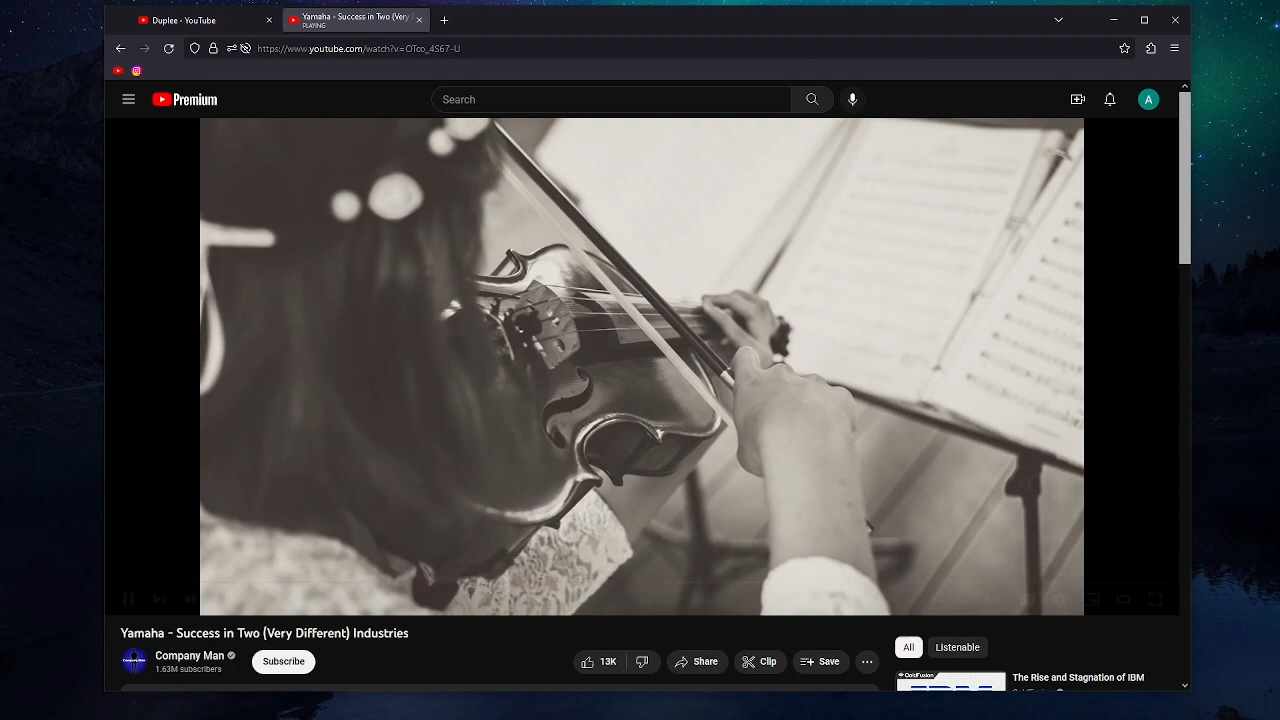 Duplee - YouTube
Yamaha - Success in Two (Very
PLAYING
https://www.youtube.com/watch?v=OTco_4S67-U
Premium
Search
A
Yamaha - Success in Two (Very Different) Industries
Company Man
1.63M subscribers
Subscribe
13K
Share
Clip
Save
All
Listenable
ColdFusion
The Rise and Stagnation of IBM